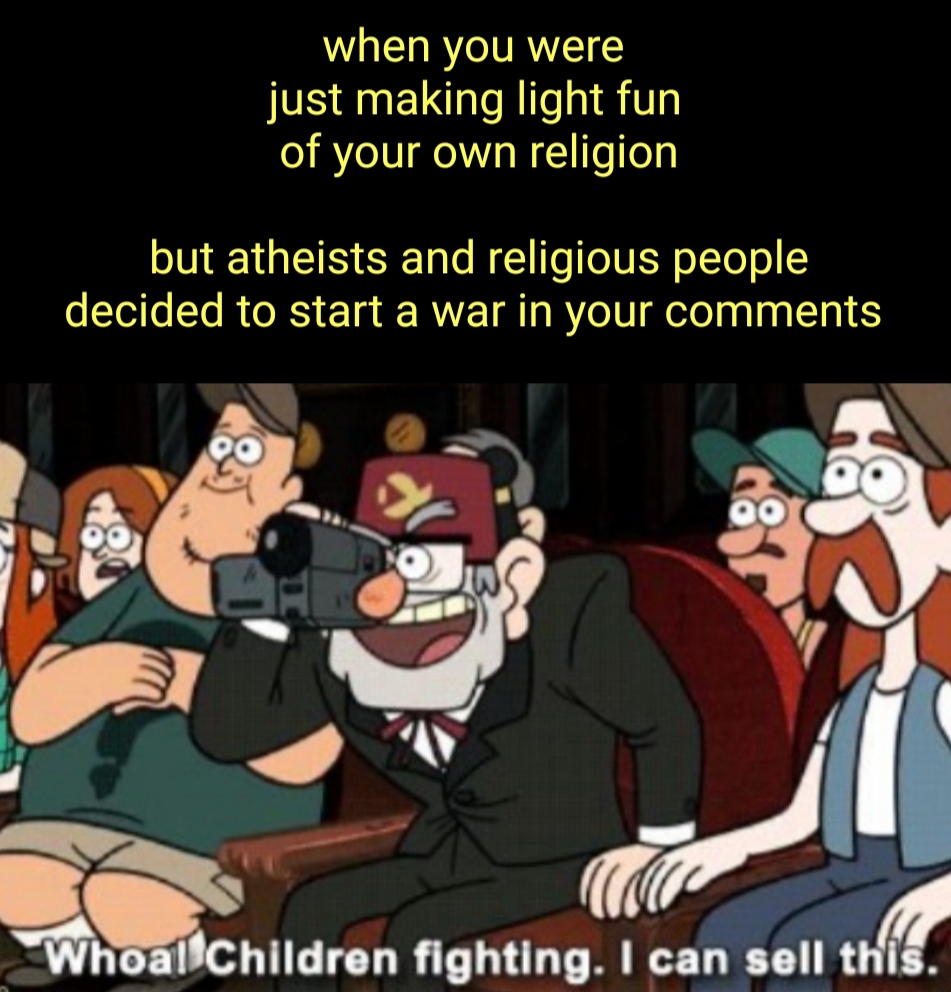 when you were
just making light fun
of your own religion
but atheists and religious people
decided to start a war in your comments
Whoa! Children fighting. I can sell this.